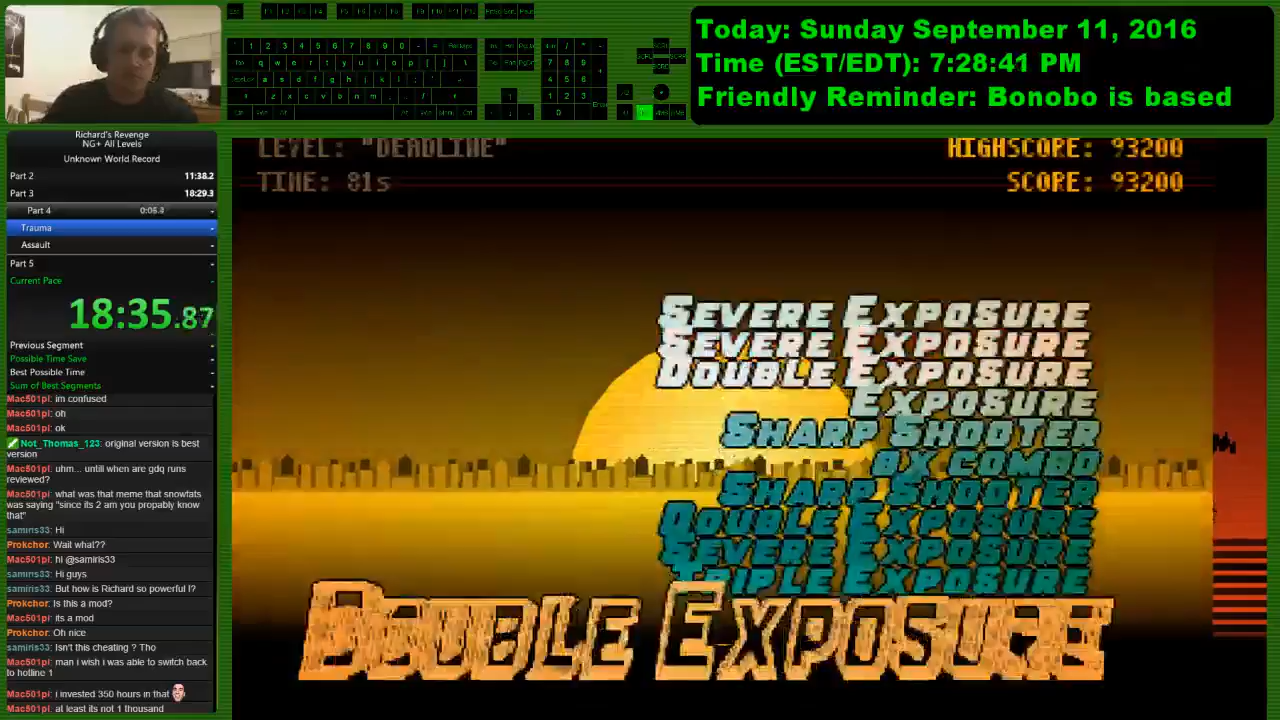 Today: Sunday September 11, 2016
Time (EST/EDT): 7:28:41 PM
Friendly Reminder: Bonobo is based
Richard's Revenge
NG+ All Levels
Unknown World Record
Part 2 11:38.2
Part 3 18:29.3
Part 4 0:06.3 -
Trauma -
Assault -
Part 5 -
Current Pace -
18:35.87
Previous Segment -
Possible Time Save -
Best Possible Time -
Sum of Best Segments -
Mac501pl: im confused
Mac501pl: oh
Mac501pl: ok
Not_Thomas_123: original version is best
version
Mac501pl: uhm... untill when are gdq runs
reviewed?
Mac501pl: what was that meme that snowfats
was saying "since its 2 am you propably know
that"
samiris33: Hi
Prokchor: Wait what??
Mac501pl: hi @samiris33
samiris33: Hi guys
samiris33: But how is Richard so powerful !?
Prokchor: Is this a mod?
Mac501pl: its a mod
Prokchor: Oh nice
samiris33: Isn't this cheating ? Tho
Mac501pl: man i wish i was able to switch back
to hotline 1
Mac501pl: i invested 350 hours in that
Mac501pl: at least its not 1 thousand
LEVEL: "DEADLINE"
TIME: 81s
HIGHSCORE: 93200
SCORE: 93200
SEVERE EXPOSURE
SEVERE EXPOSURE
DOUBLE EXPOSURE
EXPOSURE
SHARP SHOOTER
8X COMBO
SHARP SHOOTER
DOUBLE EXPOSURE
SEVERE EXPOSURE
TRIPLE EXPOSURE
DOUBLE EXPOSURE